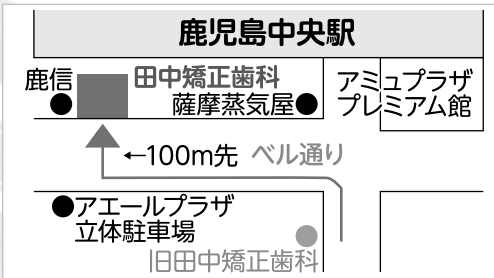 鹿児島中央駅
鹿信
田中矯正歯科
薩摩蒸気屋
アミュプラザ
プレミアム館
←100m先 ベル通り
アエールプラザ
立体駐車場
旧田中矯正歯科